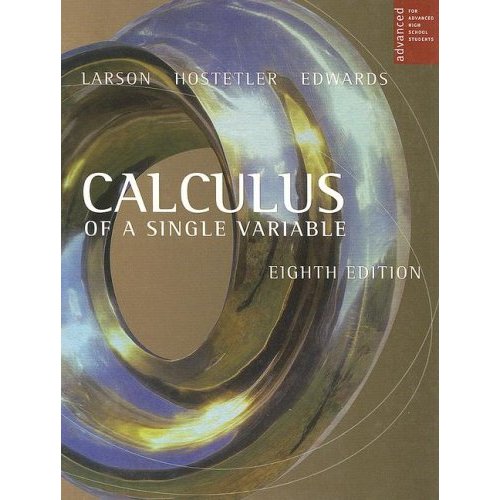 advanced
FOR
ADVANCED
HIGH
SCHOOL
STUDENTS
LARSON HOSTETLER EDWARDS
CALCULUS
OF A SINGLE VARIABLE
EIGHTH EDITION